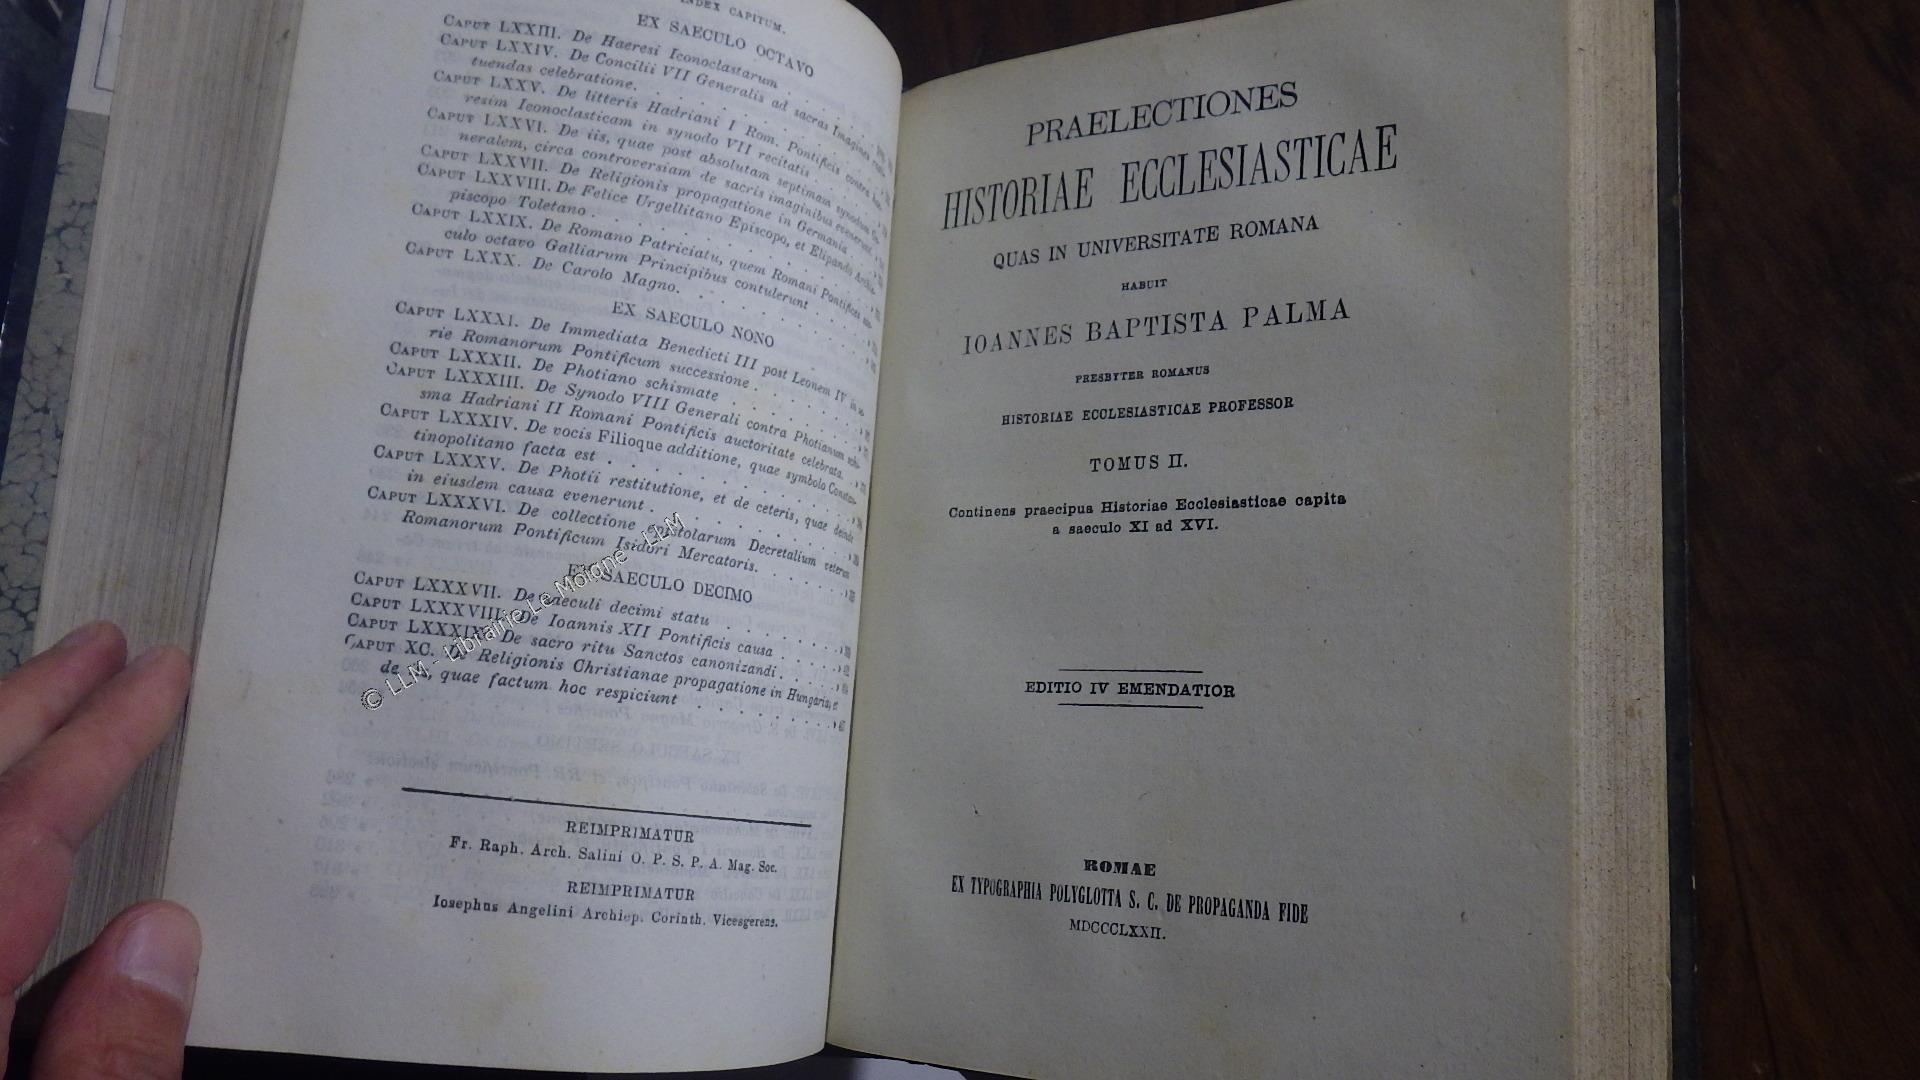 INDEX CAPITUM.
EX SAECULO OCTAVO
CAPUT LXXIII. De Haeresi Iconoclastarum
CAPUT LXXIV. De Concilii VII Generalis ad sacras Imagines
tuendas celebratione.
CAPUT LXXV. De litteris Hadriani I Rom. Pontificis contra
resim Iconoclasticam in synodo VII recitatis
CAPUT LXXVI. De iis, quae post absolutam septimam synodum
neralem, circa controversiam de sacris imaginibus evenerunt
CAPUT LXXVII. De Religionis propagatione in Germania
CAPUT LXXVIII. De Felice Urgellitano Episcopo, et Elipando Archie-
piscopo Toletano
CAPUT LXXIX. De Romano Patriciatu, quem Romani Pontifices
culo octavo Galliarum Principibus contulerunt
CAPUT LXXX. De Carolo Magno.
EX SAECULO NONO
CAPUT LXXXI. De Immediata Benedicti III post Leonem IV in
rie Romanorum Pontificum successione
CAPUT LXXXII. De Photiano schismate
CAPUT LXXXIII. De Synodo VIII Generali contra Photianum
sma Hadriani II Romani Pontificis auctoritate celebrata
CAPUT LXXXIV. De vocis Filioque additione, quae symbolo Constan-
tinopolitano facta est
CAPUT LXXXV. De Photii restitutione, et de ceteris, quae deinde
in eiusdem causa evenerunt
CAPUT LXXXVI. De collectione Epistolarum Decretalium veterum
Romanorum Pontificum Isidori Mercatoris.
EX SAECULO DECIMO
CAPUT LXXXVII. De saeculi decimi statu
CAPUT LXXXVIII. De Ioannis XII Pontificis causa
CAPUT LXXXIX. De sacro ritu Sanctos canonizandi
CAPUT XC. De Religionis Christianae propagatione in Hungaria, et
de iis, quae factum hoc respiciunt
REIMPRIMATUR
Fr. Raph. Arch. Salini O. P. S. P. A. Mag. Soc.
REIMPRIMATUR
Iosephus Angelini Archiep. Corinth. Vicesgerens.
© LLM - Librairie Le Moigne - LLM
PRAELECTIONES
HISTORIAE ECCLESIASTICAE
QUAS IN UNIVERSITATE ROMANA
HABUIT
IOANNES BAPTISTA PALMA
PRESBYTER ROMANUS
HISTORIAE ECCLESIASTICAE PROFESSOR
TOMUS II.
Continens praecipua Historiae Ecclesiasticae capita
a saeculo XI ad XVI.
EDITIO IV EMENDATIOR
ROMAE
EX TYPOGRAPHIA POLYGLOTTA S. C. DE PROPAGANDA FIDE
MDCCCLXXII.